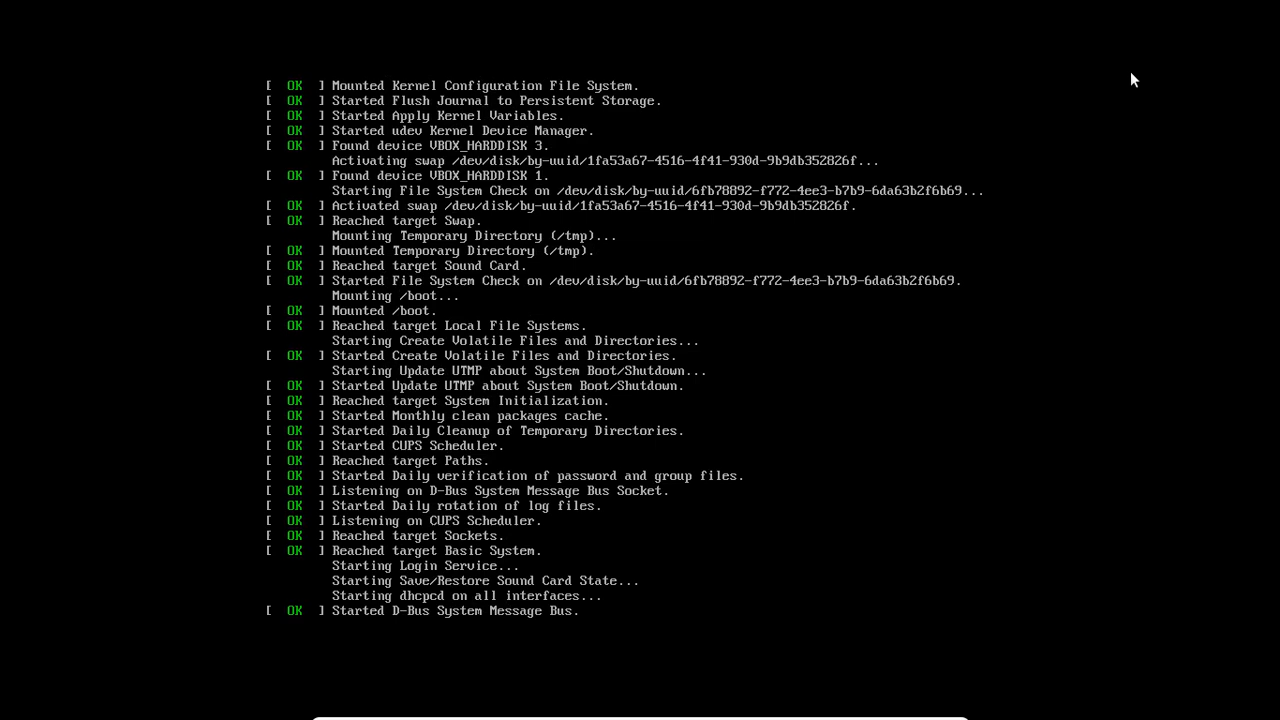 [  OK  ] Mounted Kernel Configuration File System.
[  OK  ] Started Flush Journal to Persistent Storage.
[  OK  ] Started Apply Kernel Variables.
[  OK  ] Started udev Kernel Device Manager.
[  OK  ] Found device VBOX_HARDDISK 3.
Activating swap /dev/disk/by-uuid/1fa53a67-4516-4f41-930d-9b9db352826f...
[  OK  ] Found device VBOX_HARDDISK 1.
Starting File System Check on /dev/disk/by-uuid/6fb78892-f772-4ee3-b7b9-6da63b2f6b69...
[  OK  ] Activated swap /dev/disk/by-uuid/1fa53a67-4516-4f41-930d-9b9db352826f.
[  OK  ] Reached target Swap.
Mounting Temporary Directory (/tmp)...
[  OK  ] Mounted Temporary Directory (/tmp).
[  OK  ] Reached target Sound Card.
[  OK  ] Started File System Check on /dev/disk/by-uuid/6fb78892-f772-4ee3-b7b9-6da63b2f6b69.
Mounting /boot...
[  OK  ] Mounted /boot.
[  OK  ] Reached target Local File Systems.
Starting Create Volatile Files and Directories...
[  OK  ] Started Create Volatile Files and Directories.
Starting Update UTMP about System Boot/Shutdown...
[  OK  ] Started Update UTMP about System Boot/Shutdown.
[  OK  ] Reached target System Initialization.
[  OK  ] Started Monthly clean packages cache.
[  OK  ] Started Daily Cleanup of Temporary Directories.
[  OK  ] Started CUPS Scheduler.
[  OK  ] Reached target Paths.
[  OK  ] Started Daily verification of password and group files.
[  OK  ] Listening on D-Bus System Message Bus Socket.
[  OK  ] Started Daily rotation of log files.
[  OK  ] Listening on CUPS Scheduler.
[  OK  ] Reached target Sockets.
[  OK  ] Reached target Basic System.
Starting Login Service...
Starting Save/Restore Sound Card State...
Starting dhcpcd on all interfaces...
[  OK  ] Started D-Bus System Message Bus.